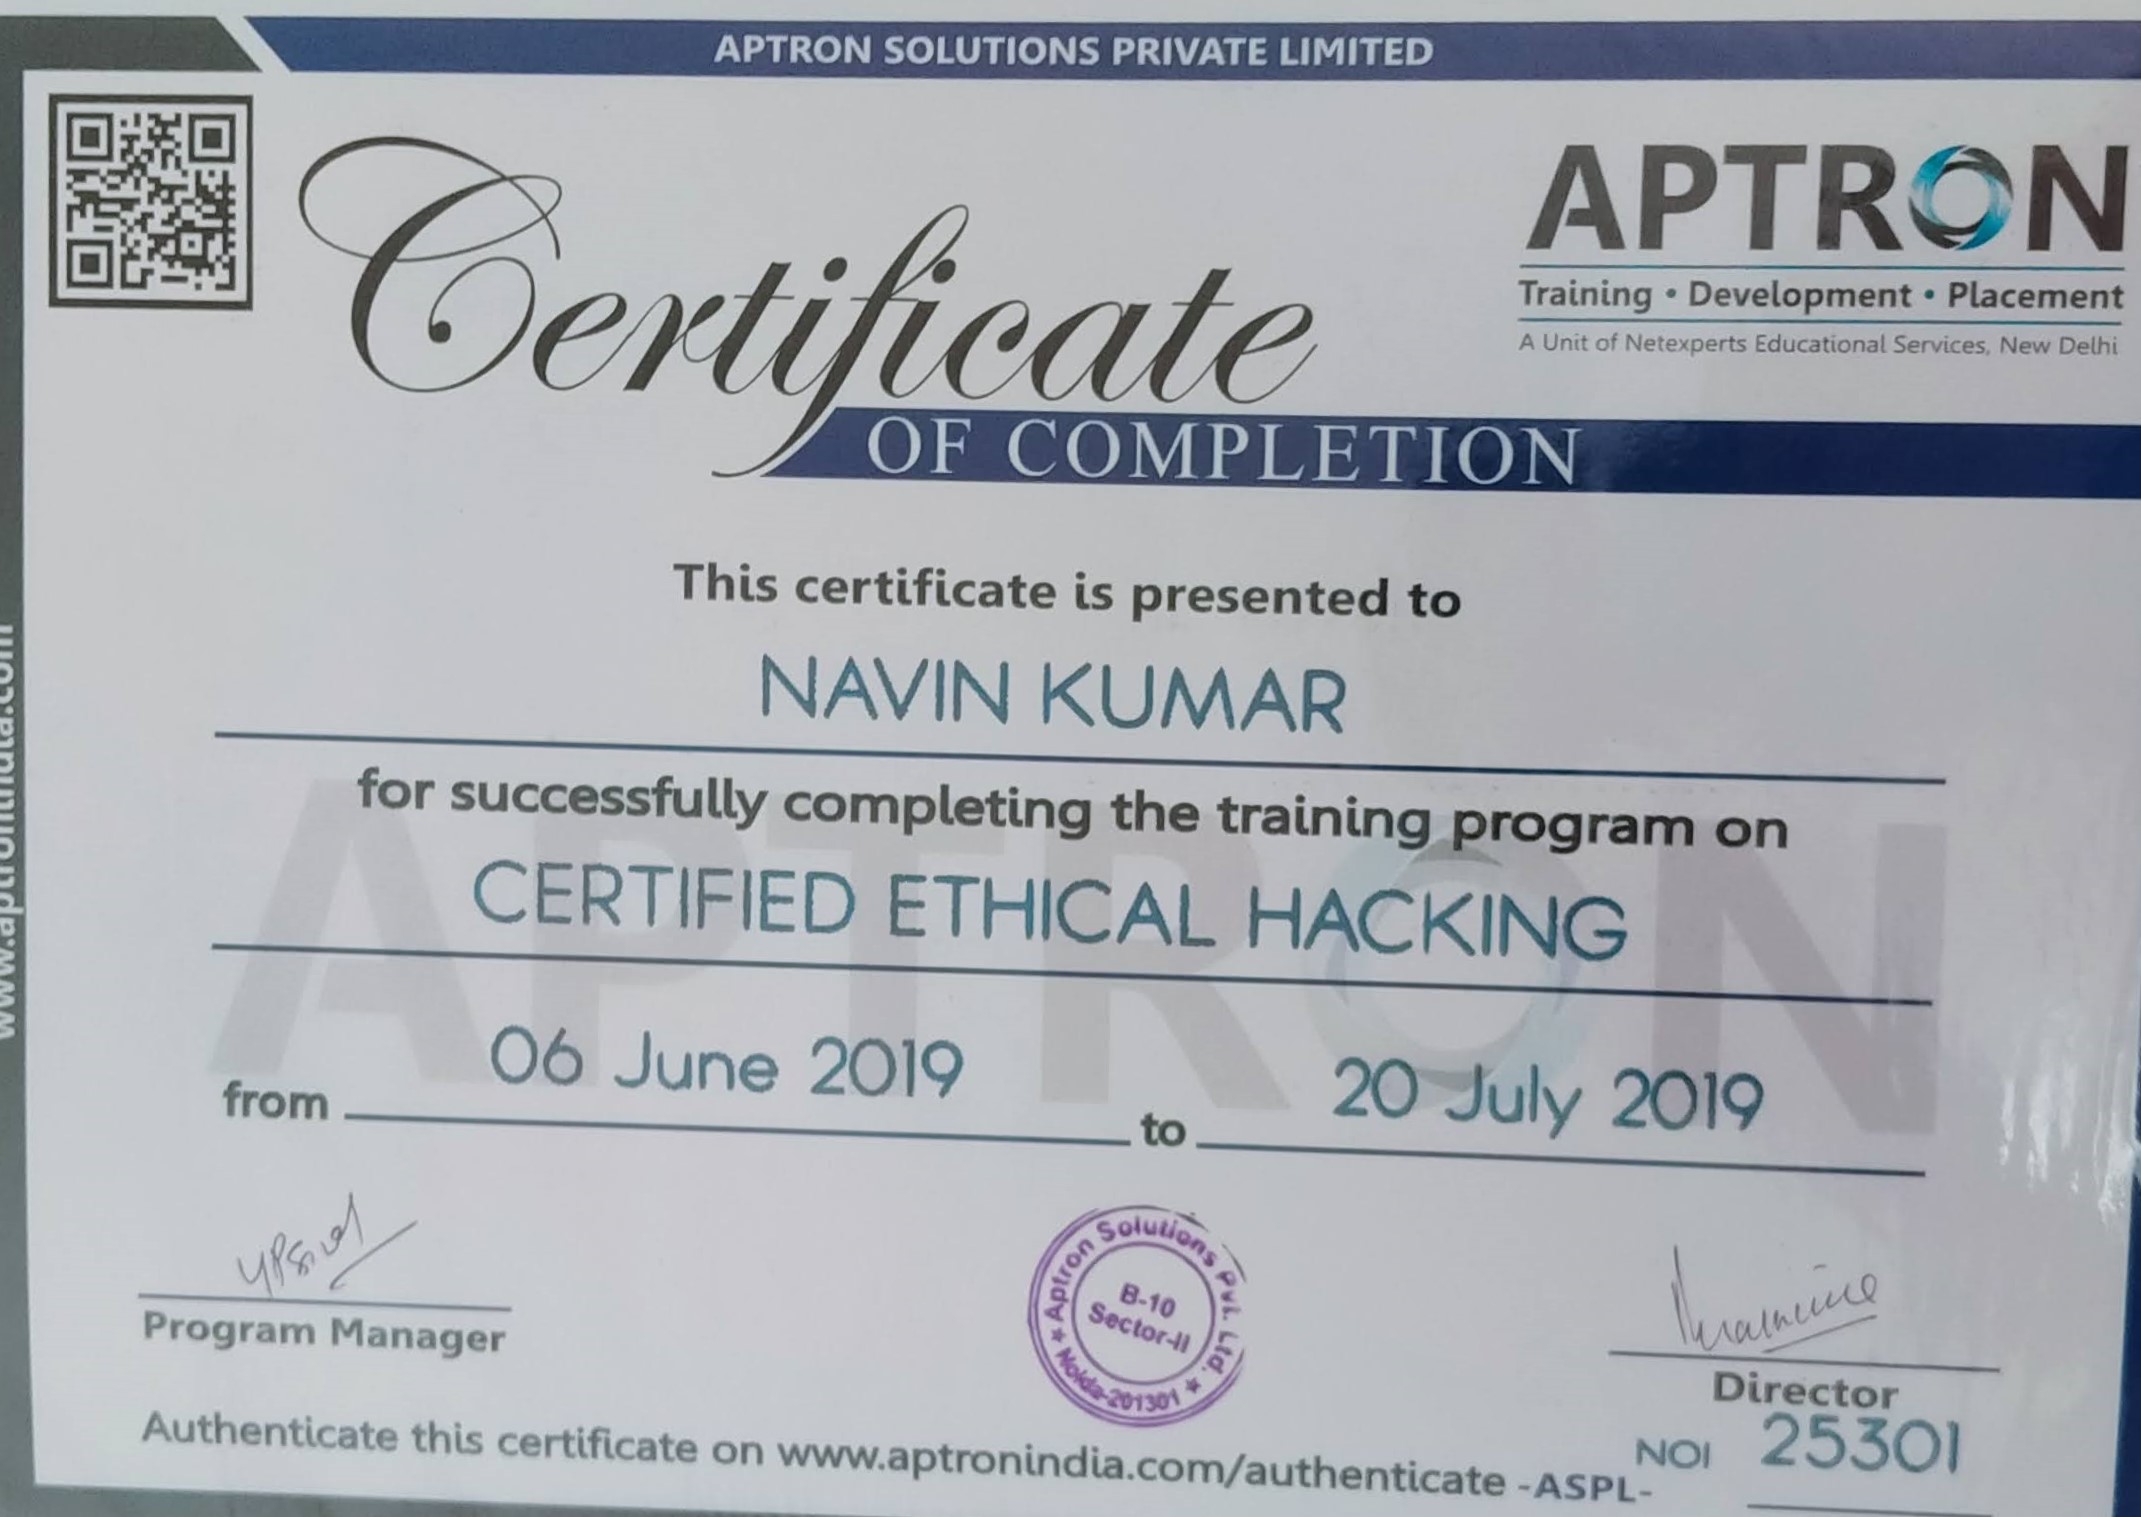 APTRON SOLUTIONS PRIVATE LIMITED
APTRON
Training • Development • Placement
A Unit of Netexperts Educational Services, New Delhi
Certificate
OF COMPLETION
This certificate is presented to
NAVIN KUMAR
for successfully completing the training program on
CERTIFIED ETHICAL HACKING
from 06 June 2019 to 20 July 2019
Program Manager
Aptron Solutions Pvt. Ltd.
B-10
Sector-II
Noida-201301
Director
Authenticate this certificate on www.aptronindia.com/authenticate -ASPL- NOI 25301
www.aptronindia.com
APTRON